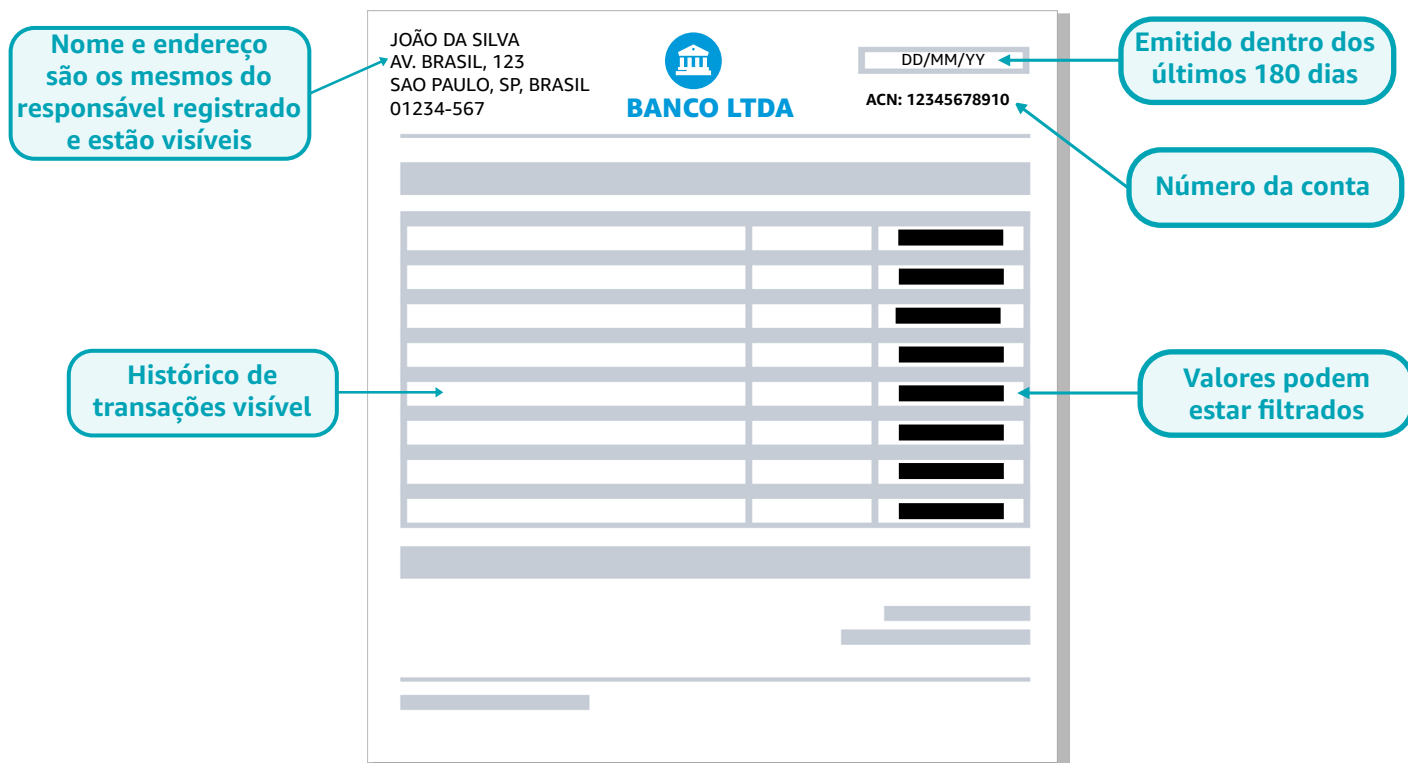 Nome e endereço
são os mesmos do
responsável registrado
e estão visíveis
JOÃO DA SILVA
AV. BRASIL, 123
SAO PAULO, SP, BRASIL
01234-567
BANCO LTDA
DD/MM/YY
ACN: 12345678910
Emitido dentro dos
últimos 180 dias
Número da conta
Histórico de
transações visível
Valores podem
estar filtrados